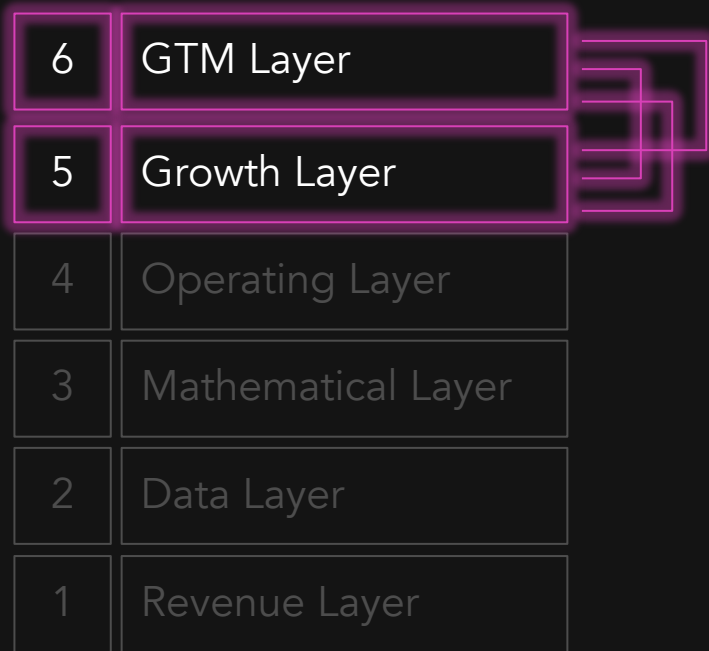 6 GTM Layer
5 Growth Layer
4 Operating Layer
3 Mathematical Layer
2 Data Layer
1 Revenue Layer